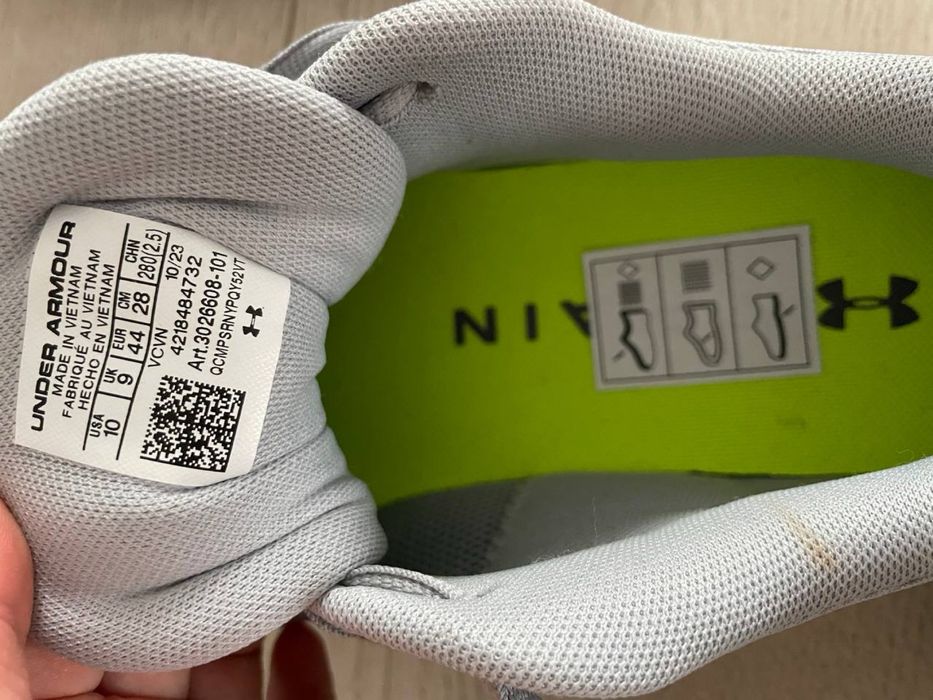 UNDER ARMOUR
MADE IN VIETNAM
FABRIQUÉ AU VIETNAM
HECHO EN VIETNAM
USA UK EUR CM CHN
10 9 44 28 280(2.5)
VCVN 10/23
4218484732
Art.3026608-101
QCMPSRNYPQY52VT
AIN